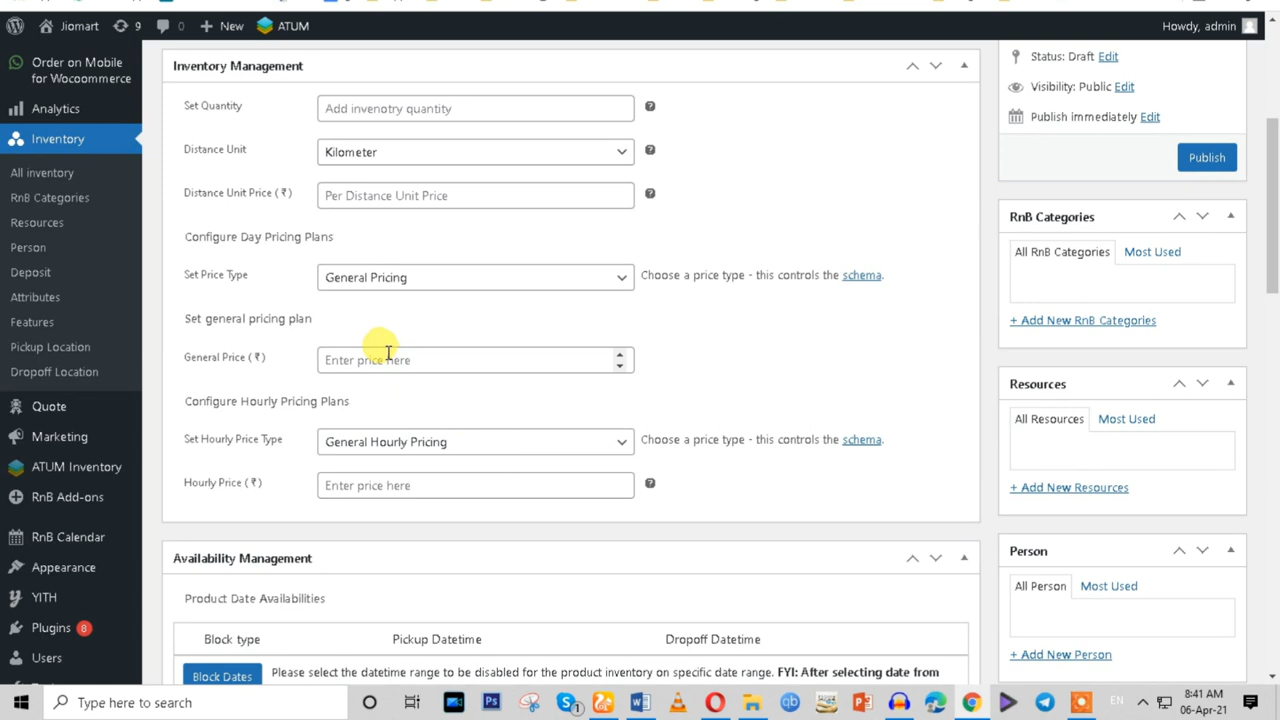 Jiomart
9
0
New
ATUM
Howdy, admin
Order on Mobile
for Wocoommerce
Analytics
Inventory
All inventory
RnB Categories
Resources
Person
Deposit
Attributes
Features
Pickup Location
Dropoff Location
Quote
Marketing
ATUM Inventory
RnB Add-ons
RnB Calendar
Appearance
YITH
Plugins 8
Users
Inventory Management
Set Quantity
Add invenotry quantity
Distance Unit
Kilometer
Distance Unit Price (₹)
Per Distance Unit Price
Configure Day Pricing Plans
Set Price Type
General Pricing
Choose a price type - this controls the schema.
Set general pricing plan
General Price (₹)
Enter price here
Configure Hourly Pricing Plans
Set Hourly Price Type
General Hourly Pricing
Choose a price type - this controls the schema.
Hourly Price (₹)
Enter price here
Availability Management
Product Date Availabilities
Block type
Pickup Datetime
Dropoff Datetime
Block Dates
Please select the datetime range to be disabled for the product inventory on specific date range. FYI: After selecting date from
Status: Draft Edit
Visibility: Public Edit
Publish immediately Edit
Publish
RnB Categories
All RnB Categories
Most Used
+ Add New RnB Categories
Resources
All Resources
Most Used
+ Add New Resources
Person
All Person
Most Used
+ Add New Person
Type here to search
EN
8:41 AM
06-Apr-21